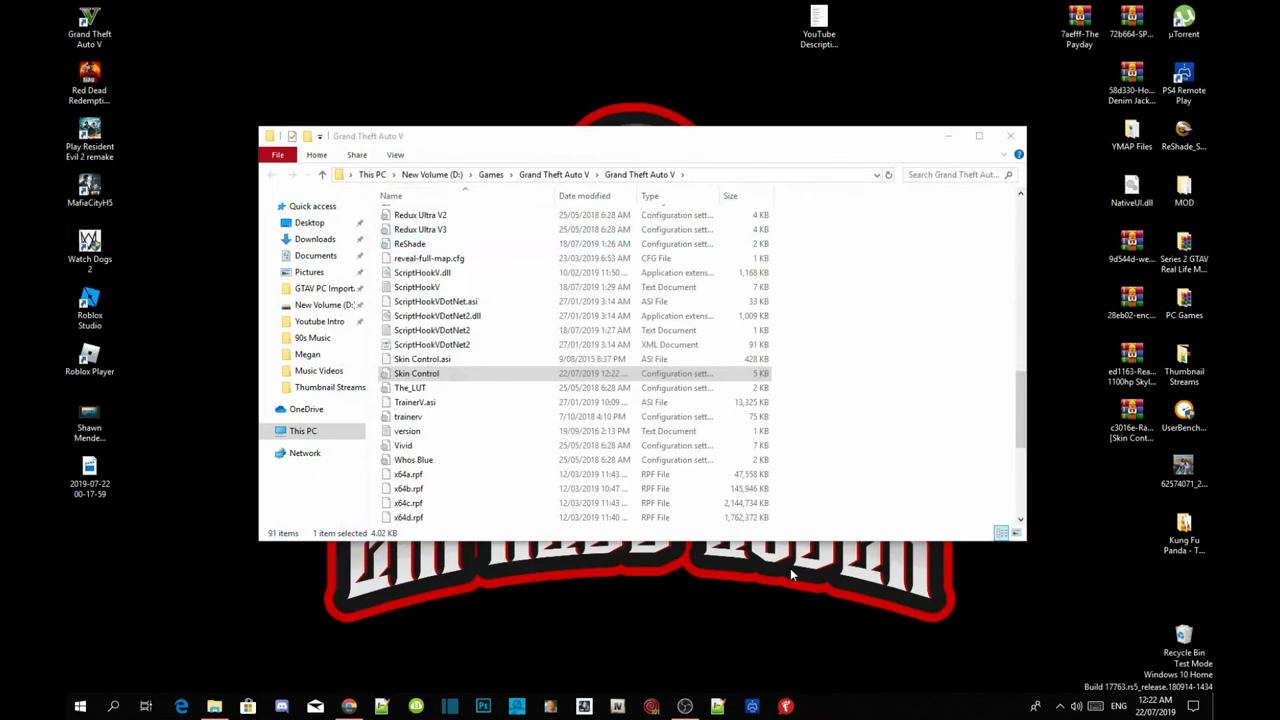 Grand Theft
Auto V
Red Dead
Redempti...
Play Resident
Evil 2 remake
MafiaCityH5
Watch Dogs
2
Roblox
Studio
Roblox Player
Shawn
Mende...
2019-07-22
00-17-59
YouTube
Descripti...
7aefff-The
Payday
72b664-SP...
µTorrent
58d330-Ho...
Denim Jack...
PS4 Remote
Play
YMAP Files
ReShade_S...
NativeUI.dll
MOD
9d544d-we...
Series 2 GTAV
Real Life M...
28eb02-enc...
PC Games
ed1163-Rea...
1100hp Skyl...
Thumbnail
Streams
c3016e-Ra...
[Skin Cont...
UserBench...
62574071_2...
Kung Fu
Panda - T...
Recycle Bin
Grand Theft Auto V
File Home Share View
This PC > New Volume (D:) > Games > Grand Theft Auto V > Grand Theft Auto V >
Search Grand Theft Aut...
Name Date modified Type Size
Quick access
Desktop
Downloads
Documents
Pictures
GTAV PC Import
New Volume (D:
Youtube Intro
90s Music
Megan
Music Videos
Thumbnail Streams
OneDrive
This PC
Network
Redux Ultra V2 25/05/2018 6:28 AM Configuration sett... 4 KB
Redux Ultra V3 25/05/2018 6:28 AM Configuration sett... 4 KB
ReShade 18/07/2019 1:26 AM Configuration sett... 2 KB
reveal-full-map.cfg 23/03/2019 6:53 AM CFG File 1 KB
ScriptHookV.dll 10/02/2019 11:50 ... Application extens... 1,168 KB
ScriptHookV 18/07/2019 1:29 AM Text Document 7 KB
ScriptHookVDotNet.asi 27/01/2019 3:14 AM ASI File 33 KB
ScriptHookVDotNet2.dll 27/01/2019 3:14 AM Application extens... 1,009 KB
ScriptHookVDotNet2 18/07/2019 1:27 AM Text Document 1 KB
ScriptHookVDotNet2 27/01/2019 3:14 AM XML Document 44 KB
Skin Control.asi 9/08/2015 8:37 PM ASI File 428 KB
Skin Control 22/07/2019 12:22 ... Configuration sett... 5 KB
The_LUT 25/05/2018 6:28 AM Configuration sett... 2 KB
TrainerV.asi 27/01/2019 10:09 ... ASI File 13,325 KB
trainerv 7/10/2018 4:10 PM Configuration sett... 75 KB
version 19/09/2016 2:13 PM Text Document 1 KB
Vivid 25/05/2018 6:28 AM Configuration sett... 7 KB
Whos Blue 25/05/2018 6:28 AM Configuration sett... 2 KB
x64a.rpf 12/03/2019 11:43 ... RPF File 47,558 KB
x64b.rpf 12/03/2019 10:47 ... RPF File 145,946 KB
x64c.rpf 12/03/2019 11:43 ... RPF File 2,144,734 KB
x64d.rpf 12/03/2019 11:40 ... RPF File 1,762,372 KB
91 items 1 item selected 4.02 KB
Test Mode
Windows 10 Home
Build 17763.rs5_release.180914-1434
ENG
12:22 AM
22/07/2019